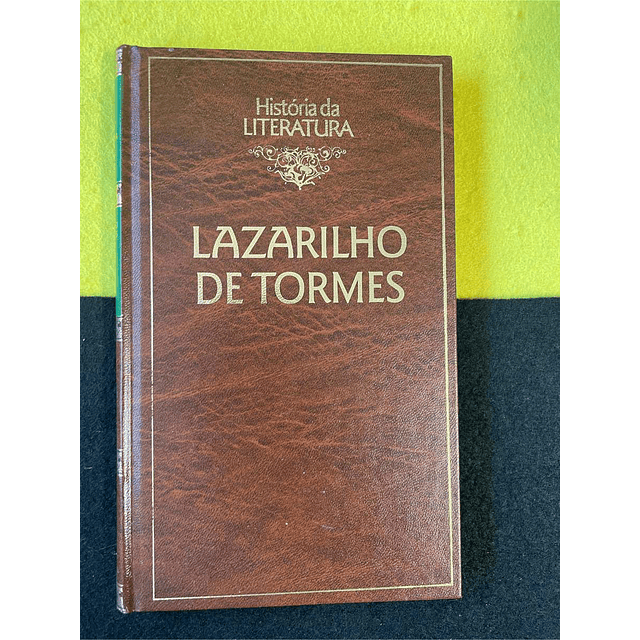 História da
LITERATURA
LAZARILHO
DE TORMES